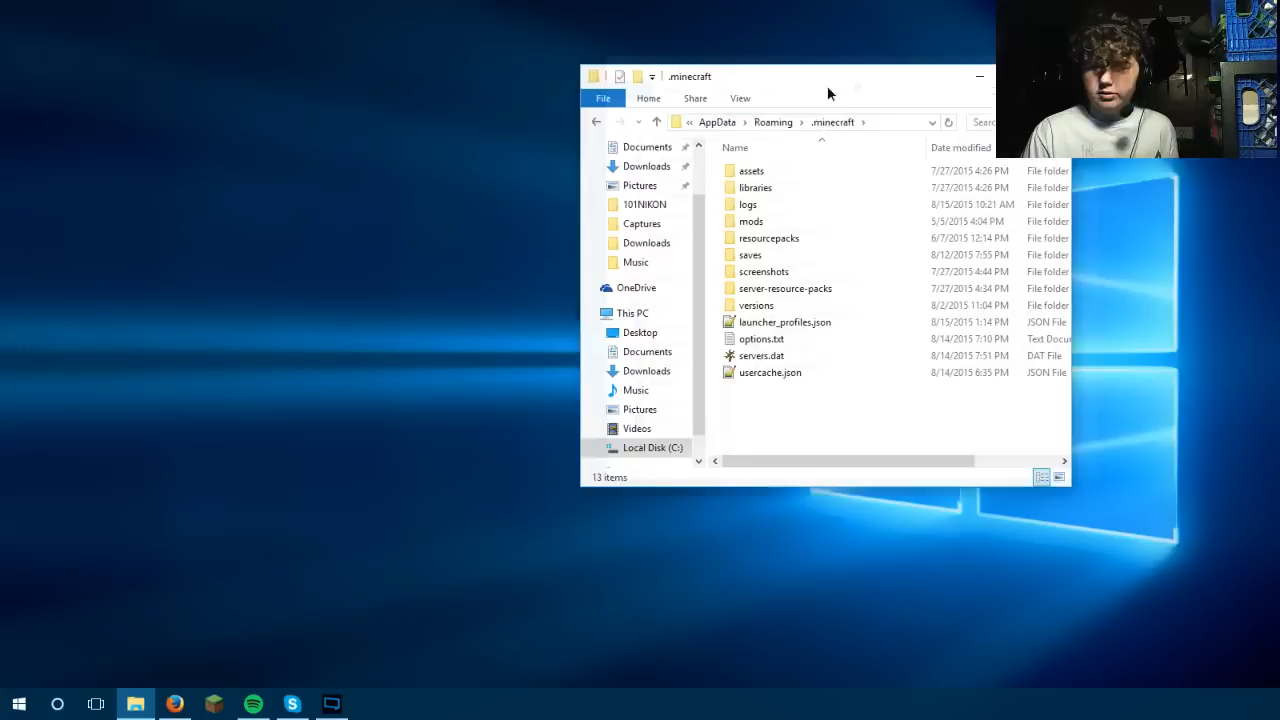 .minecraft
File Home Share View
« AppData › Roaming › .minecraft ›
Name Date modified
Documents
Downloads
Pictures
101NIKON
Captures
Downloads
Music
OneDrive
This PC
Desktop
Documents
Downloads
Music
Pictures
Videos
Local Disk (C:)
assets 7/27/2015 4:26 PM File folder
libraries 7/27/2015 4:26 PM File folder
logs 8/15/2015 10:21 AM File folder
mods 5/5/2015 4:04 PM File folder
resourcepacks 6/7/2015 12:14 PM File folder
saves 8/12/2015 7:55 PM File folder
screenshots 7/27/2015 4:44 PM File folder
server-resource-packs 7/27/2015 4:34 PM File folder
versions 8/2/2015 11:04 PM File folder
launcher_profiles.json 8/15/2015 1:14 PM JSON File
options.txt 8/14/2015 7:10 PM Text
servers.dat 8/14/2015 7:51 PM DAT File
usercache.json 8/14/2015 6:35 PM JSON File
13 items